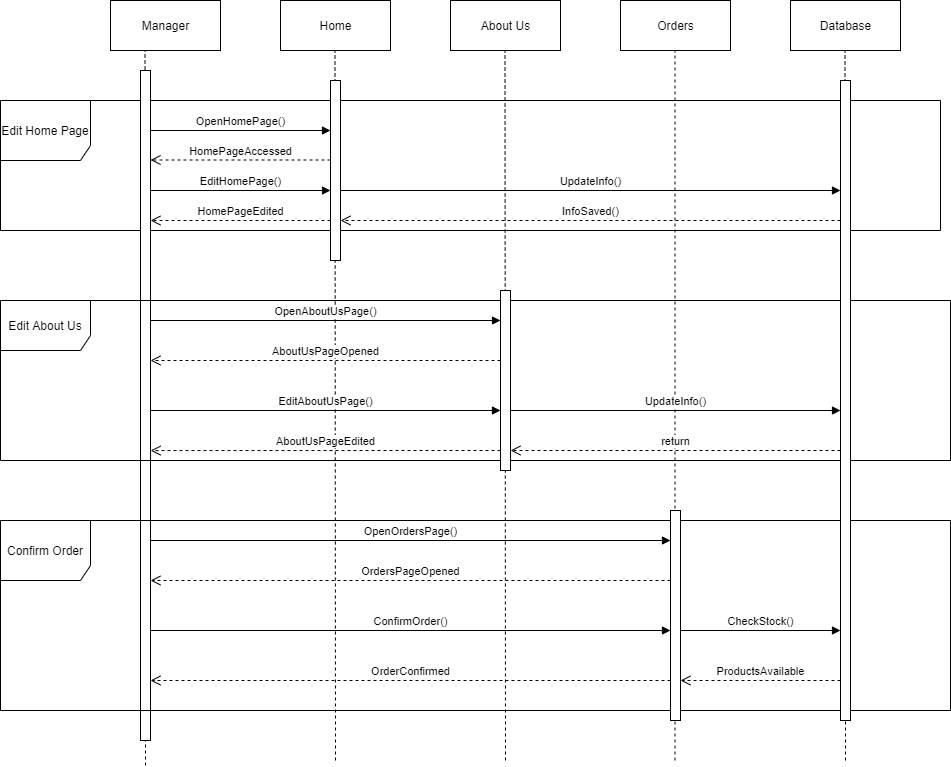 Manager
Home
About Us
Orders
Database
Edit Home Page
OpenHomePage()
HomePageAccessed
EditHomePage()
UpdateInfo()
HomePageEdited
InfoSaved()
Edit About Us
OpenAboutUsPage()
AboutUsPageOpened
EditAboutUsPage()
UpdateInfo()
AboutUsPageEdited
return
Confirm Order
OpenOrdersPage()
OrdersPageOpened
ConfirmOrder()
CheckStock()
OrderConfirmed
ProductsAvailable